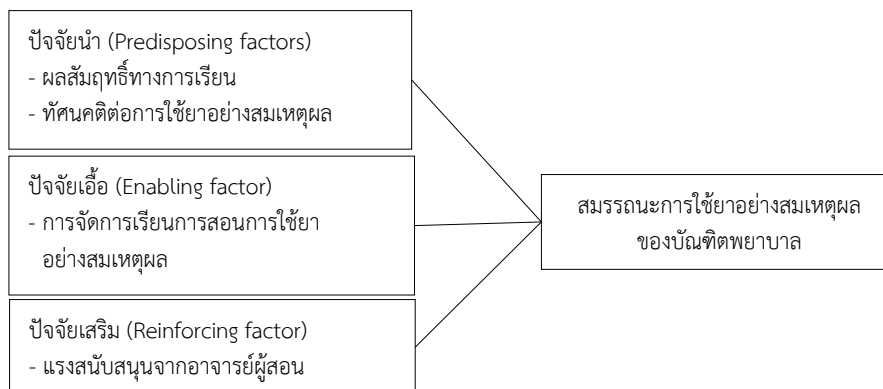 ปัจจัยนำ (Predisposing factors)
- ผลสัมฤทธิ์ทางการเรียน
- ทัศนคติต่อการใช้ยาอย่างสมเหตุผล
ปัจจัยเอื้อ (Enabling factor)
- การจัดการเรียนการสอนการใช้ยา
อย่างสมเหตุผล
ปัจจัยเสริม (Reinforcing factor)
- แรงสนับสนุนจากอาจารย์ผู้สอน
สมรรถนะการใช้ยาอย่างสมเหตุผล
ของบัณฑิตพยาบาล